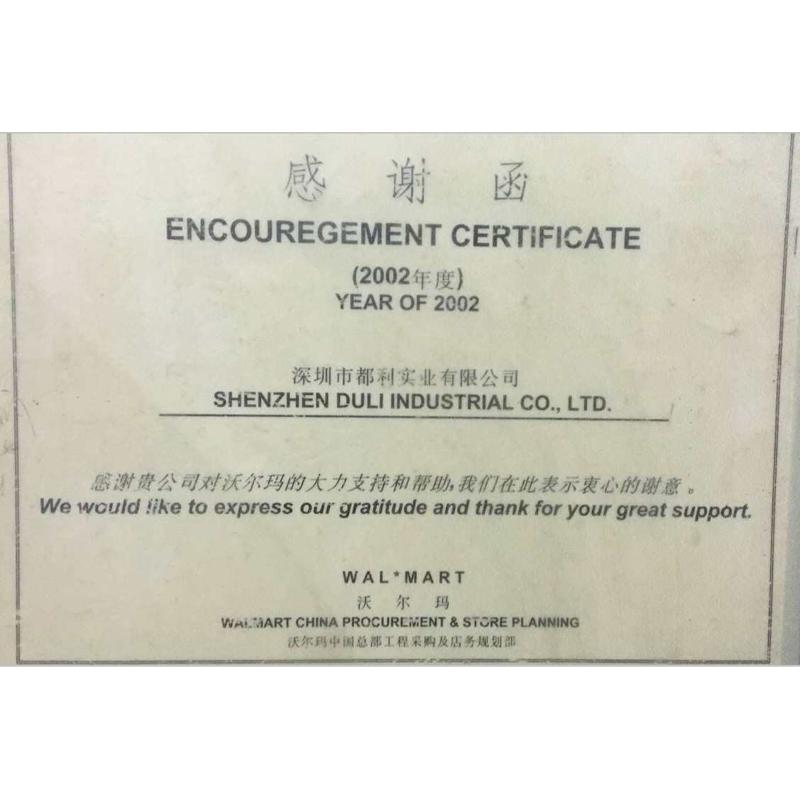 感谢函
ENCOUREGEMENT CERTIFICATE
(2002年度)
YEAR OF 2002
深圳市都利实业有限公司
SHENZHEN DULI INDUSTRIAL CO., LTD.
感谢贵公司对沃尔玛的大力支持和帮助,我们在此表示衷心的谢意。
We would like to express our gratitude and thank for your great support.
WAL*MART
沃尔玛
WALMART CHINA PROCUREMENT & STORE PLANNING
沃尔玛中国总部工程采购及店务规划部